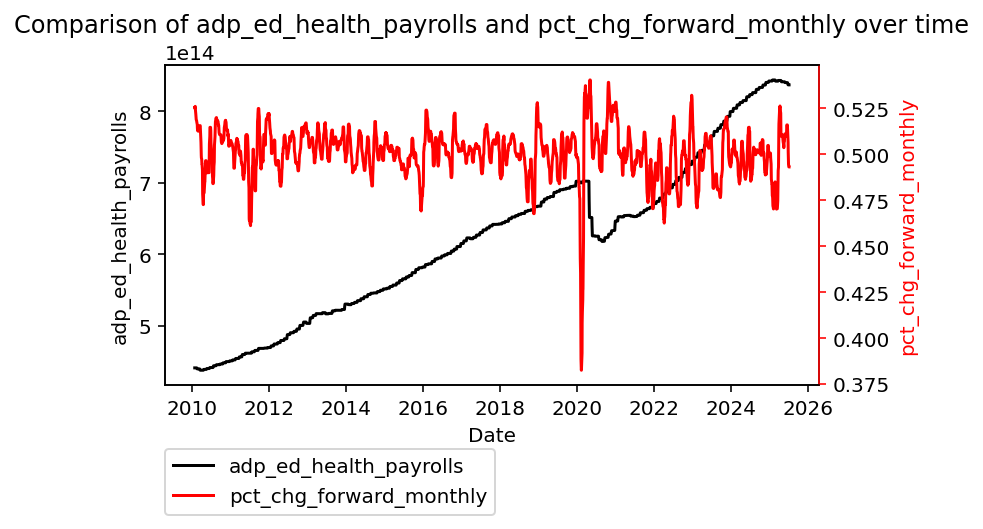 Comparison of adp_ed_health_payrolls and pct_chg_forward_monthly over time
1e14
adp_ed_health_payrolls
8
7
6
5
0.525
0.500
0.475
0.450
0.425
0.400
0.375
pct_chg_forward_monthly
2010 2012 2014 2016 2018 2020 2022 2024 2026
Date
adp_ed_health_payrolls
pct_chg_forward_monthly